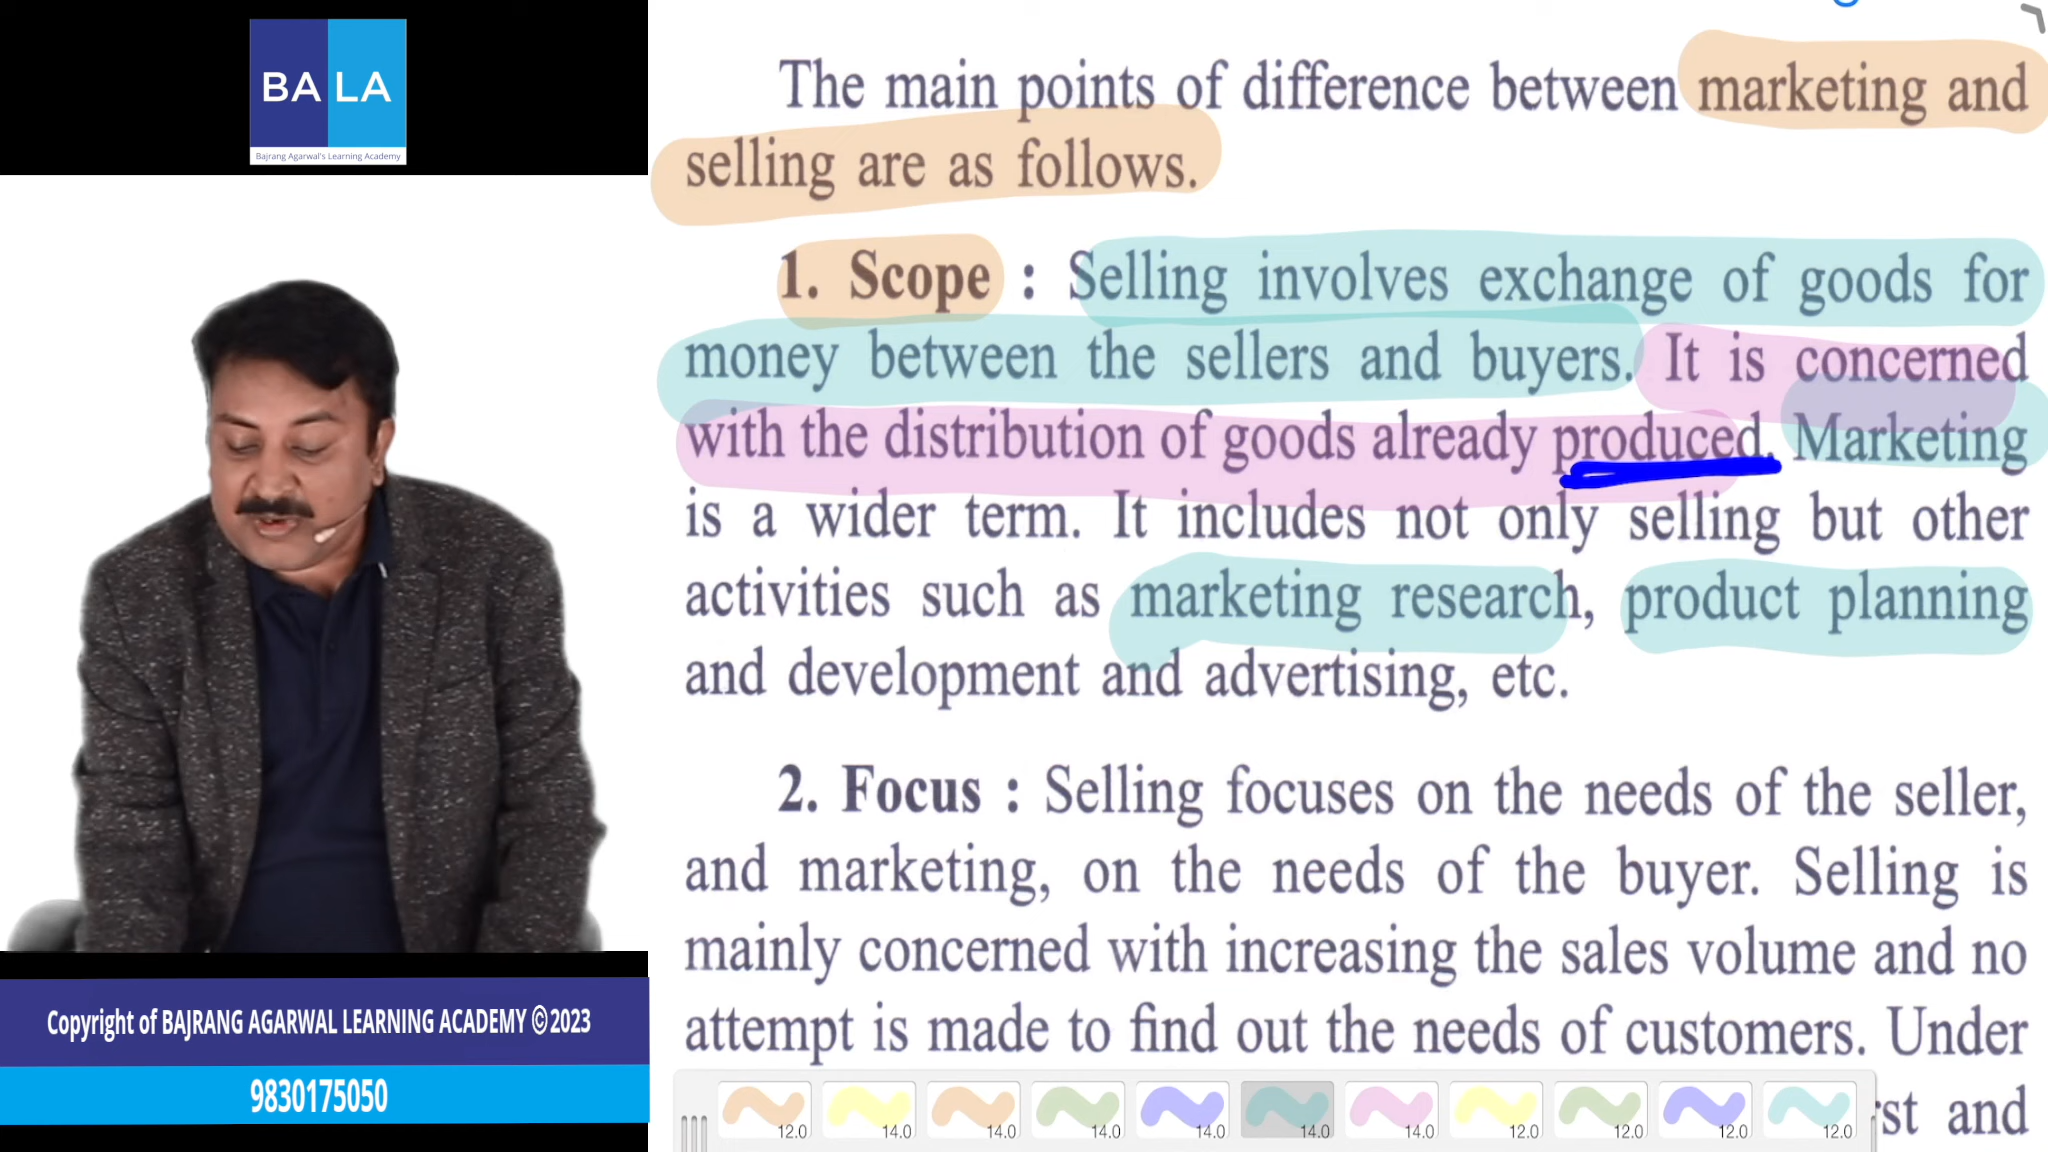 BALA
Bajrang Agarwal's Learning Academy
The main points of difference between marketing and
selling are as follows.
1. Scope : Selling involves exchange of goods for
money between the sellers and buyers. It is concerned
with the distribution of goods already produced. Marketing
is a wider term. It includes not only selling but other
activities such as marketing research, product planning
and development and advertising, etc.
2. Focus : Selling focuses on the needs of the seller,
and marketing, on the needs of the buyer. Selling is
mainly concerned with increasing the sales volume and no
attempt is made to find out the needs of customers. Under
and
12.0 14.0 14.0 14.0 14.0 14.0 14.0 12.0 12.0 12.0 12.0
Copyright of BAJRANG AGARWAL LEARNING ACADEMY ©2023
9830175050